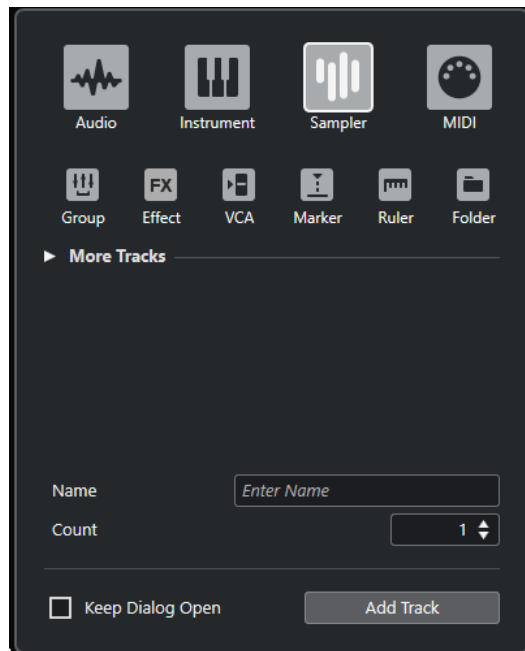 Audio Instrument Sampler MIDI
FX
Group Effect VCA Marker Ruler Folder
More Tracks
Name Enter Name
Count 1
Keep Dialog Open Add Track